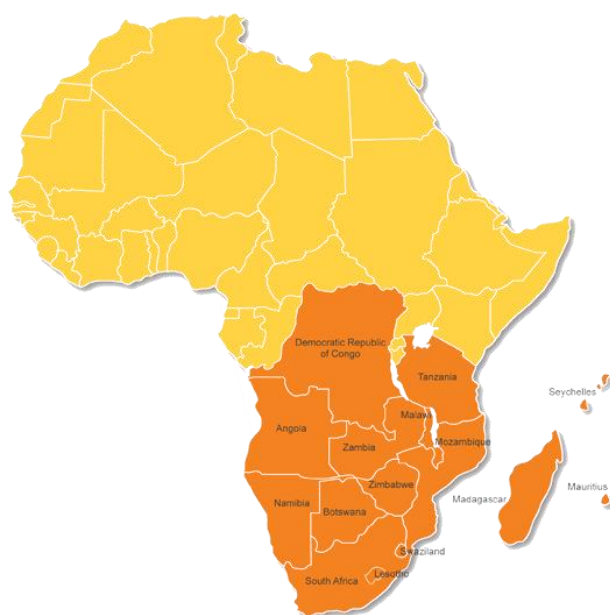 Democratic Republic
of Congo
Tanzania
Seychelles
Malawi
Angola
Mozambique
Zambia
Zimbabwe
Mauritius
Madagascar
Namibia
Botswana
Swaziland
Lesotho
South Africa